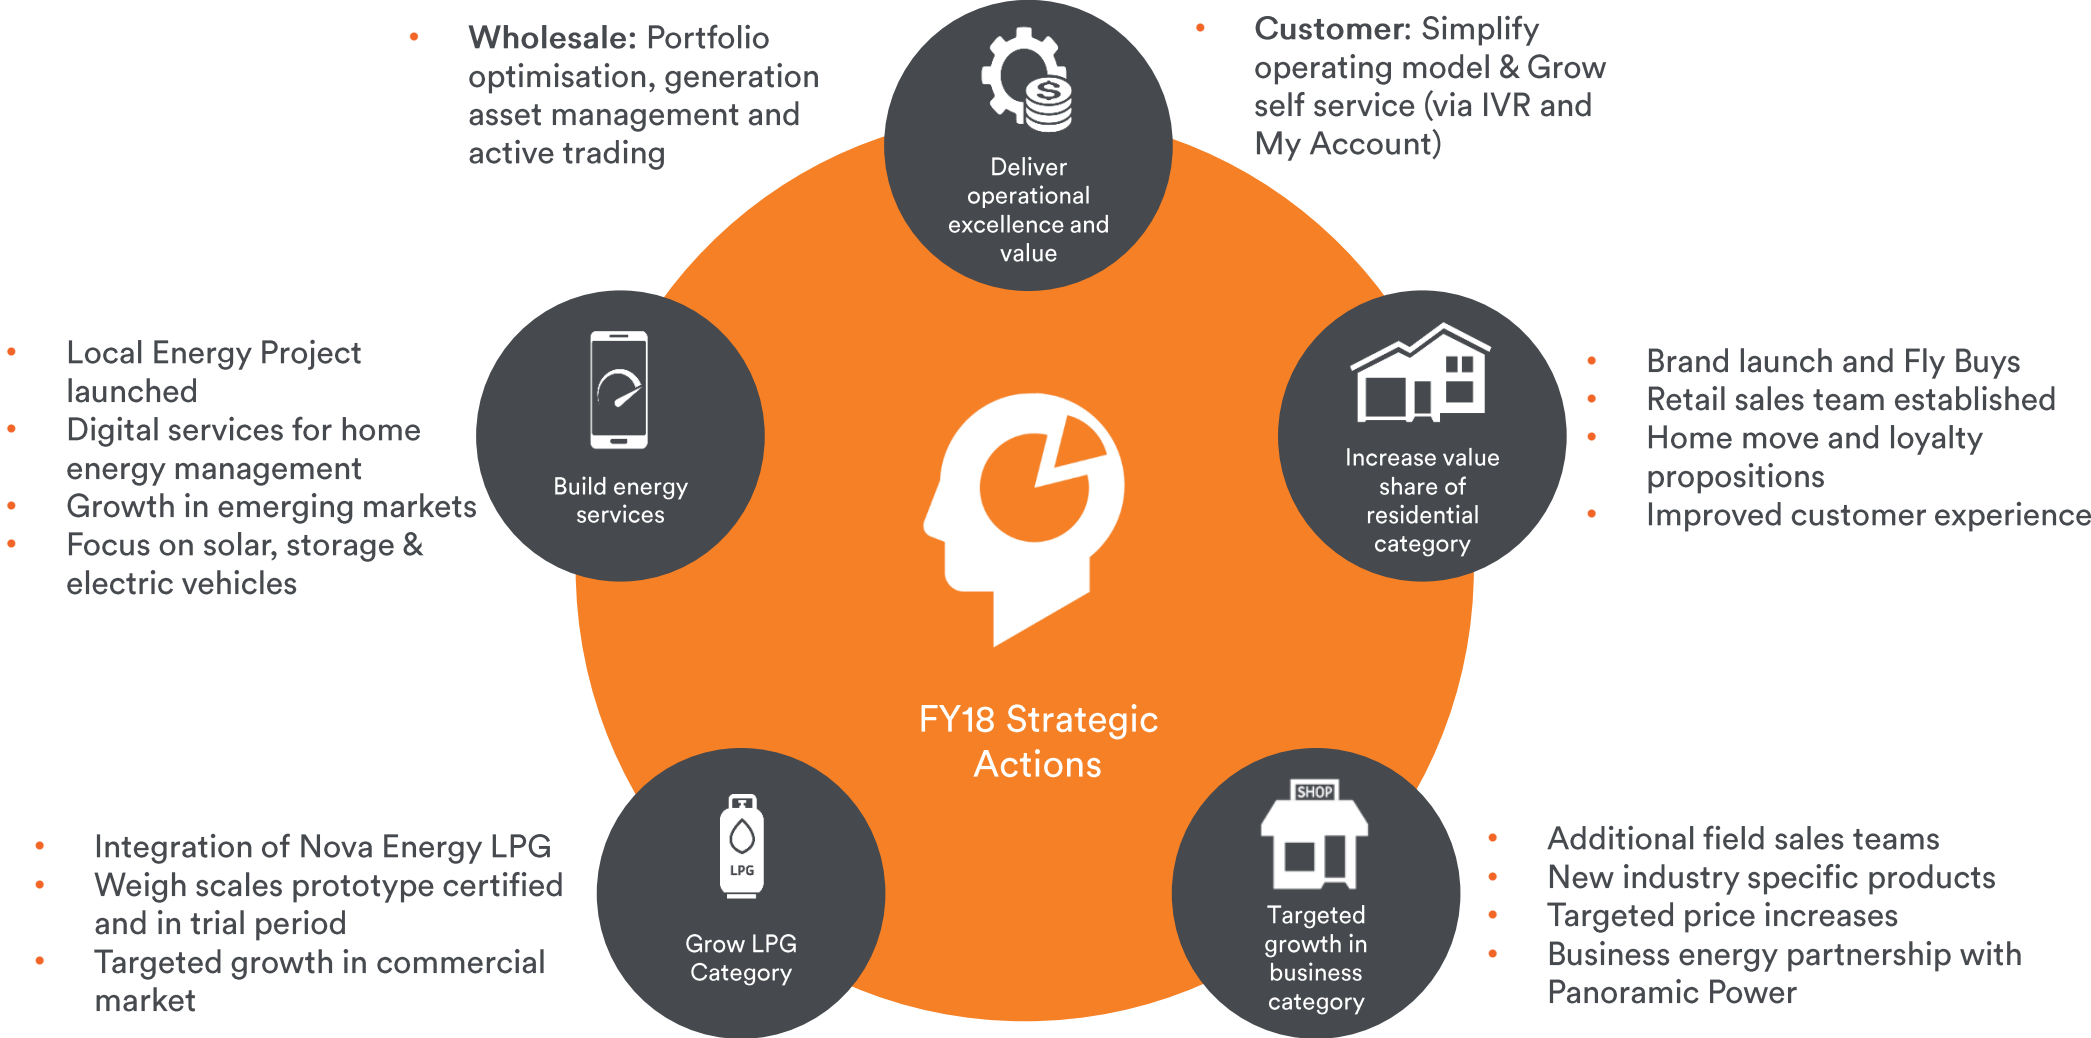 Wholesale: Portfolio
optimisation, generation
asset management and
active trading
Customer: Simplify
operating model & Grow
self service (via IVR and
My Account)
Deliver
operational
excellence and
value
Local Energy Project
launched
Digital services for home
energy management
Growth in emerging markets
Focus on solar, storage &
electric vehicles
Build energy
services
Increase value
share of
residential
category
Brand launch and Fly Buys
Retail sales team established
Home move and loyalty
propositions
Improved customer experience
FY18 Strategic
Actions
Integration of Nova Energy LPG
Weigh scales prototype certified
and in trial period
Targeted growth in commercial
market
LPG
Grow LPG
Category
SHOP
Targeted
growth in
business
category
Additional field sales teams
New industry specific products
Targeted price increases
Business energy partnership with
Panoramic Power